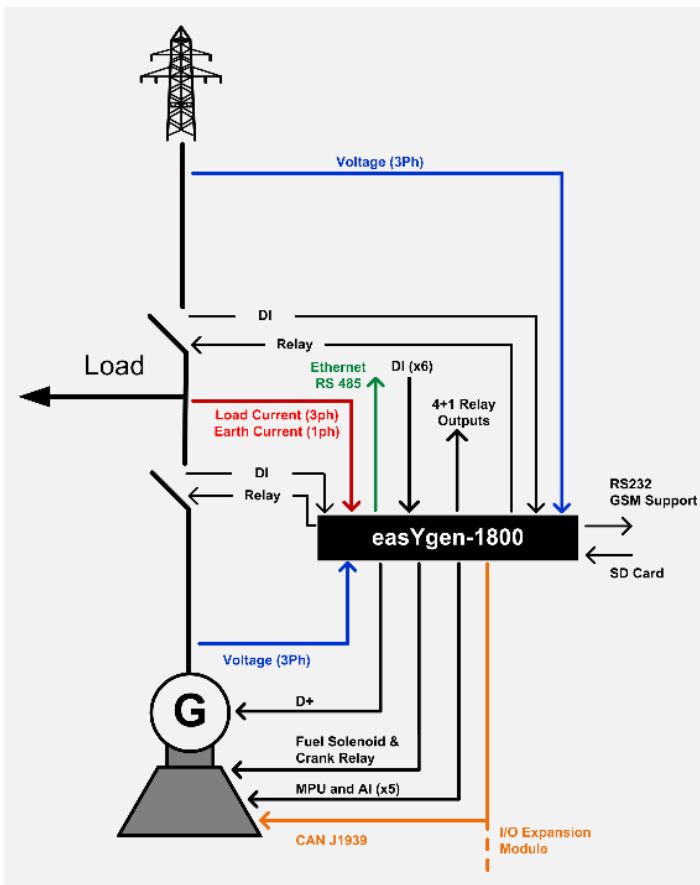 Voltage (3Ph)
DI
Relay
Load
Ethernet
RS 485
DI (x6)
4+1 Relay
Outputs
Load Current (3ph)
Earth Current (1ph)
DI
Relay
RS232
GSM Support
easYgen-1800
SD Card
Voltage (3Ph)
G
D+
Fuel Solenoid &
Crank Relay
MPU and AI (x5)
CAN J1939
I/O Expansion
Module